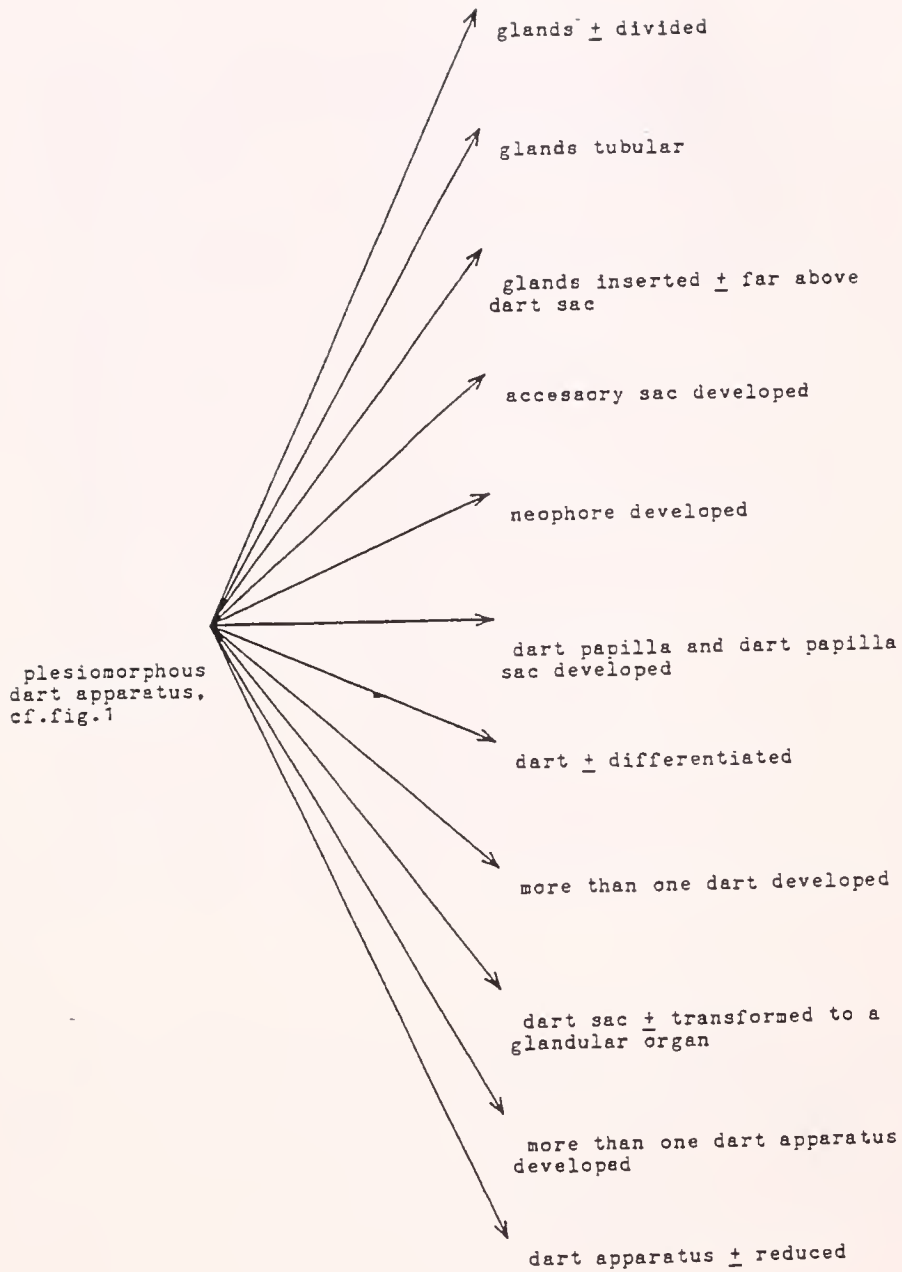 glands ± divided
glands tubular
glands inserted ± far above
dart sac
accessory sac developed
neophore developed
dart papilla and dart papilla
sac developed
plesiomorphous
dart apparatus,
cf.fig.1
dart ± differentiated
more than one dart developed
dart sac ± transformed to a
glandular organ
more than one dart apparatus
developed
dart apparatus ± reduced